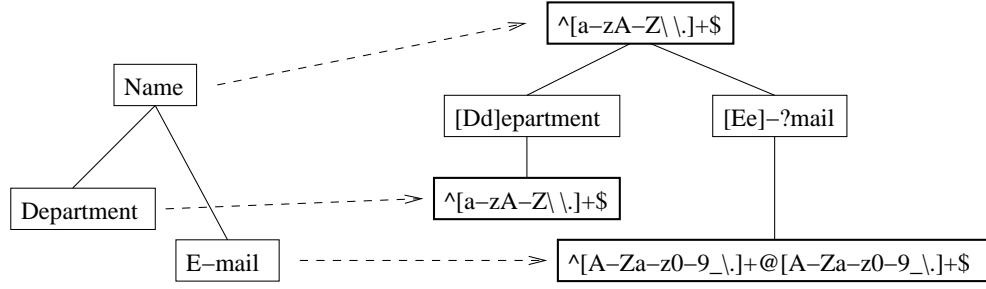 ^[a−zA−Z\ \.]+$
Name
[Dd]epartment
[Ee]−?mail
Department
^[a−zA−Z\ \.]+$
E−mail
^[A−Za−z0−9_\.]+@[A−Za−z0−9_\.]+$